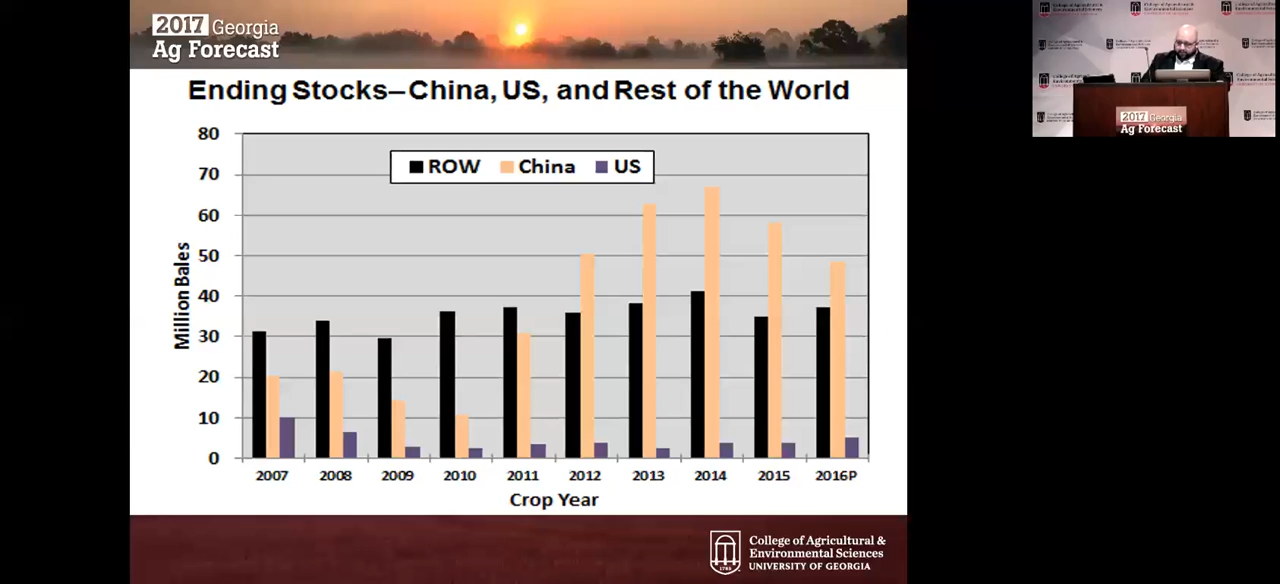 2017 Georgia
Ag Forecast
Ending Stocks–China, US, and Rest of the World
80
70
60
50
40
30
20
10
0
Million Bales
ROW China US
2007 2008 2009 2010 2011 2012 2013 2014 2015 2016P
Crop Year
College of Agricultural &
Environmental Sciences
UNIVERSITY OF GEORGIA
2017 Georgia
Ag Forecast